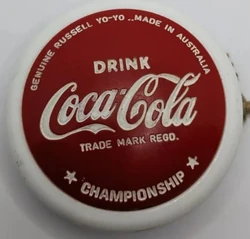 GENUINE RUSSELL YO-YO ..MADE IN AUSTRALIA
DRINK
Coca-Cola
TRADE MARK REGD.
★ CHAMPIONSHIP ★